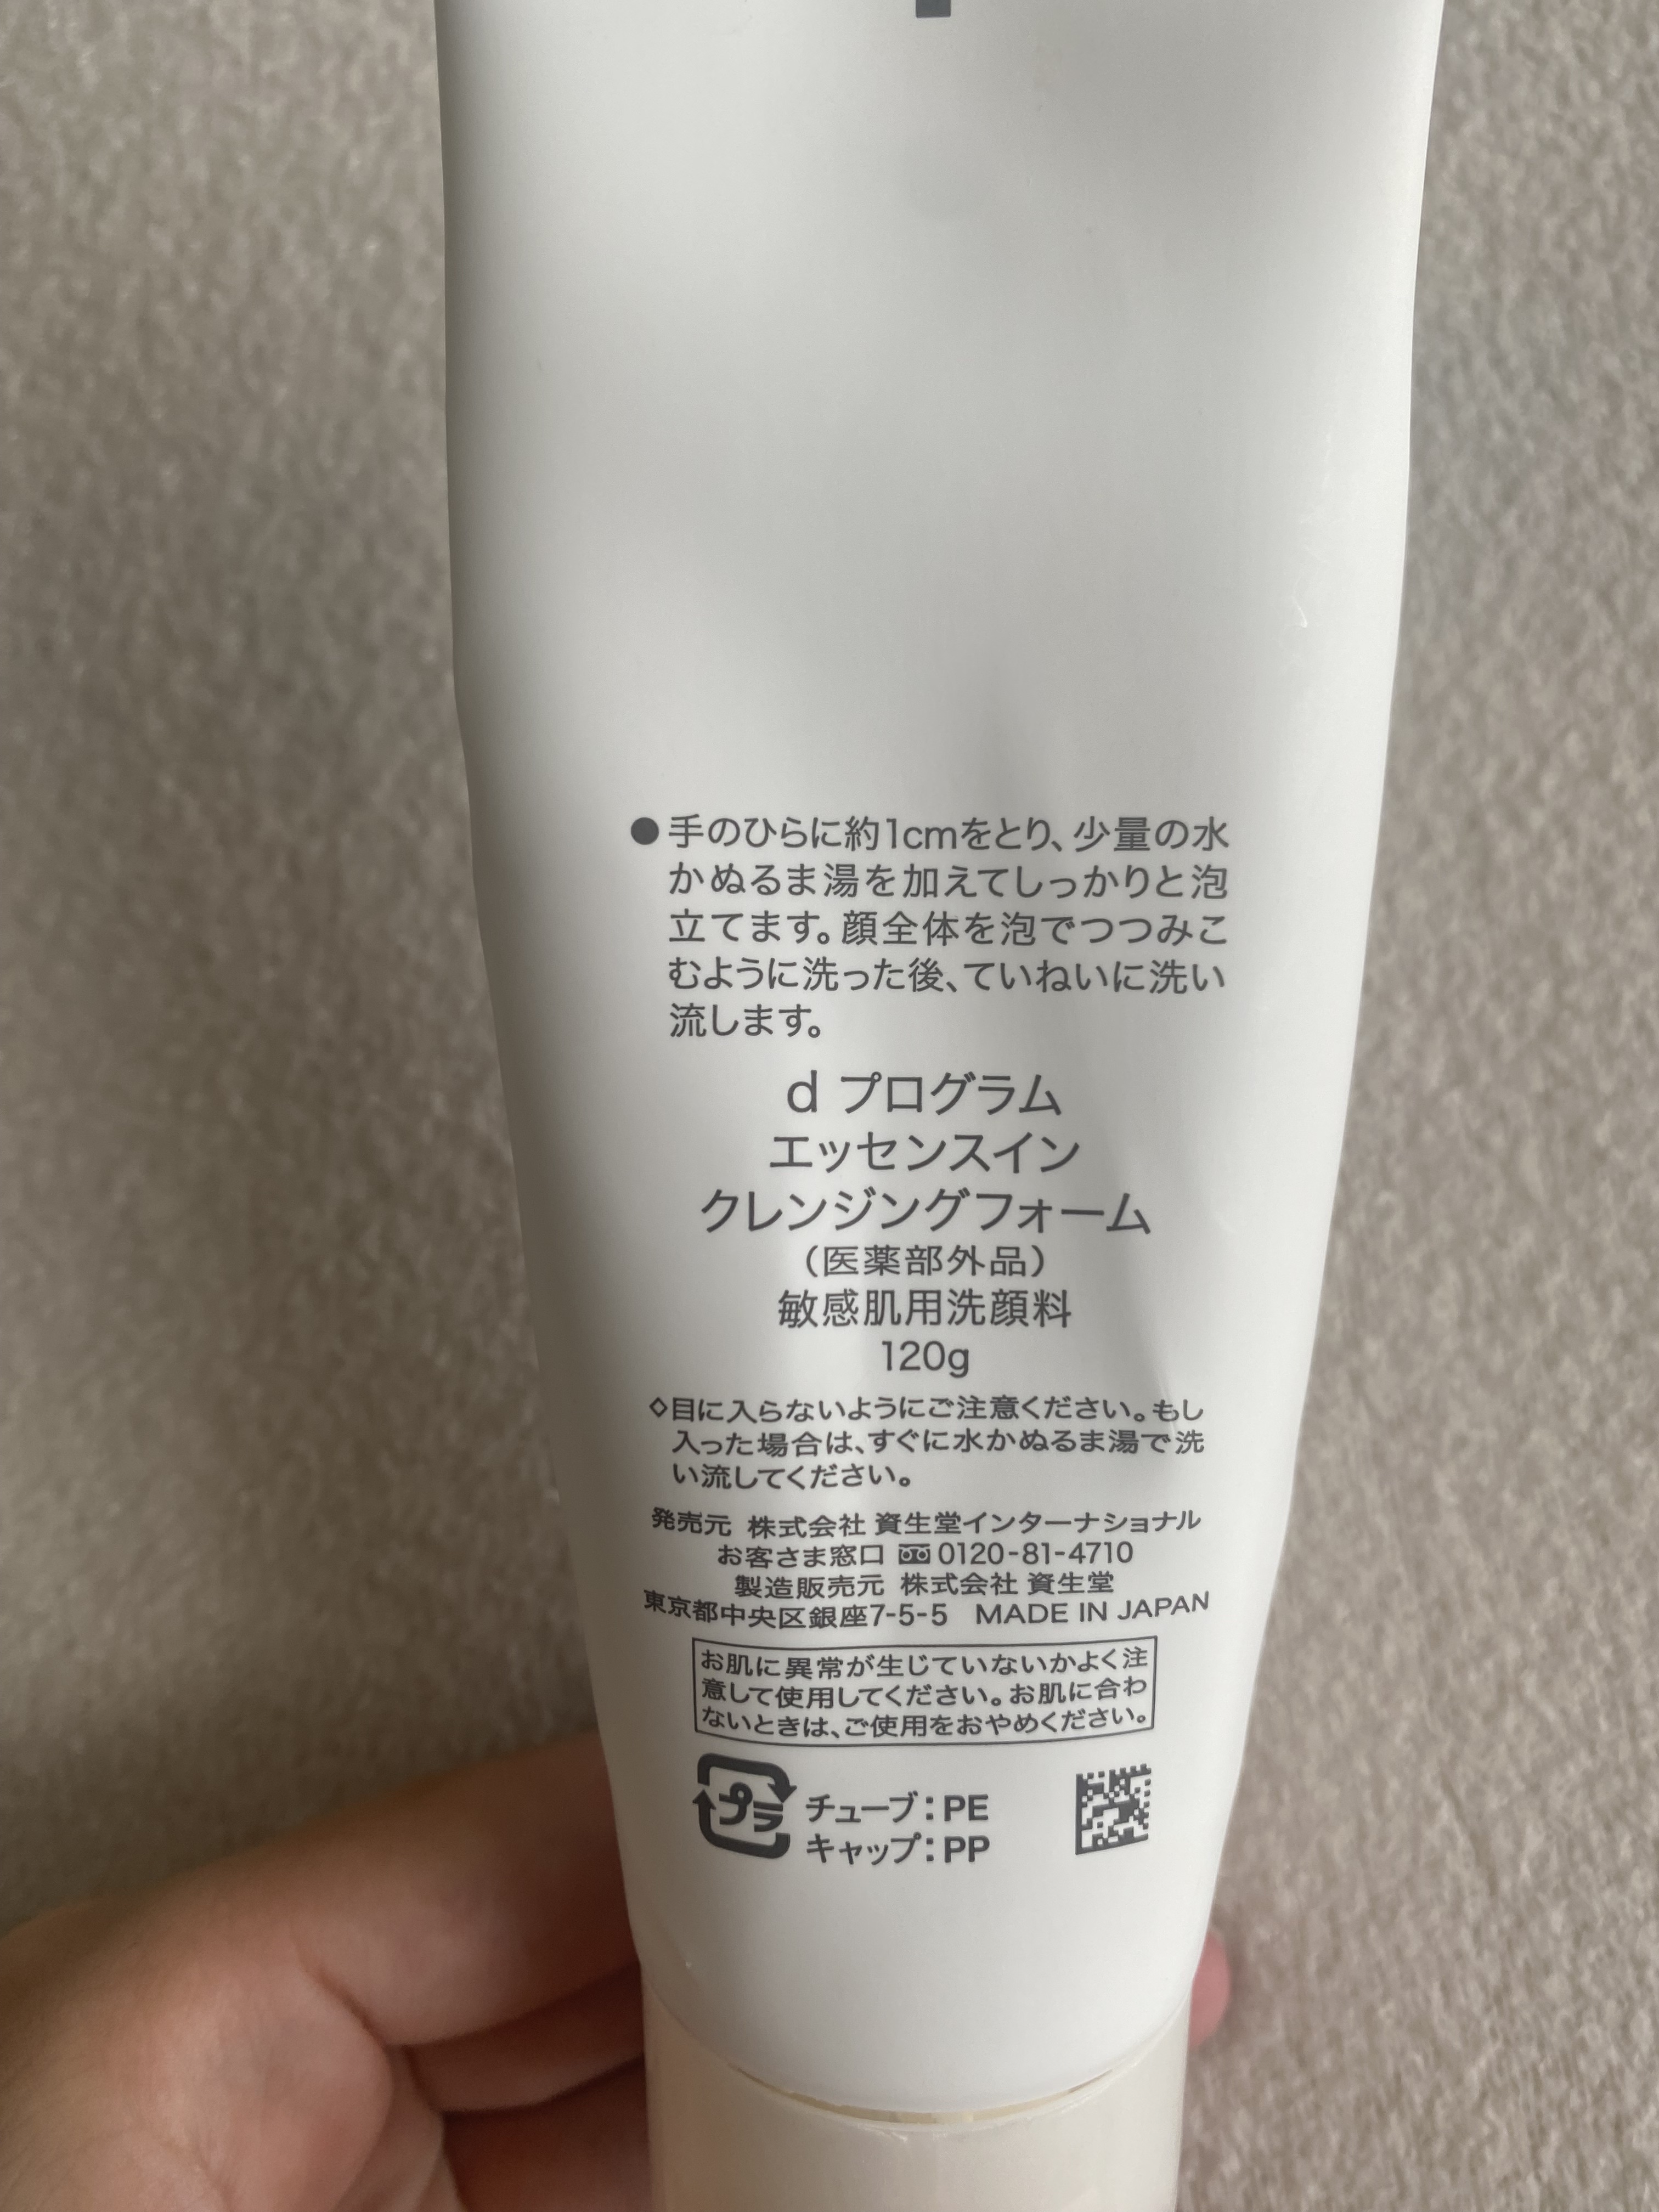 ●手のひらに約1cmをとり、少量の水
かぬるま湯を加えてしっかりと泡
立てます。顔全体を泡でつつみこ
むように洗った後、ていねいに洗い
流します。
d プログラム
エッセンスイン
クレンジングフォーム
（医薬部外品）
敏感肌用洗顔料
120g
◇目に入らないようにご注意ください。もし
入った場合は、すぐに水かぬるま湯で洗
い流してください。
発売元 株式会社 資生堂インターナショナル
お客さま窓口 0120-81-4710
製造販売元 株式会社 資生堂
東京都中央区銀座7-5-5 MADE IN JAPAN
お肌に異常が生じていないかよく注
意して使用してください。お肌に合わ
ないときは、ご使用をおやめください。
プラ チューブ：PE
キャップ：PP